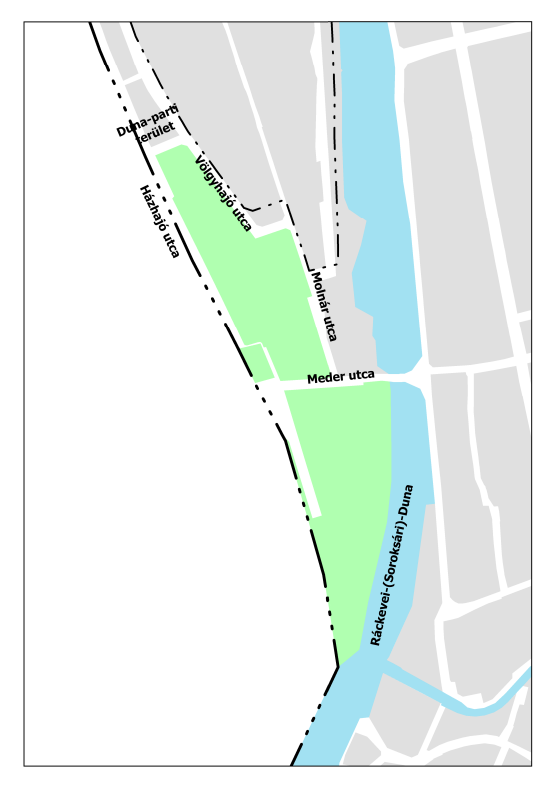 Duna-parti
terület
Völgyhajó utca
Házhajó utca
Molnár utca
Meder utca
Ráckevei-(Soroksári)-Duna